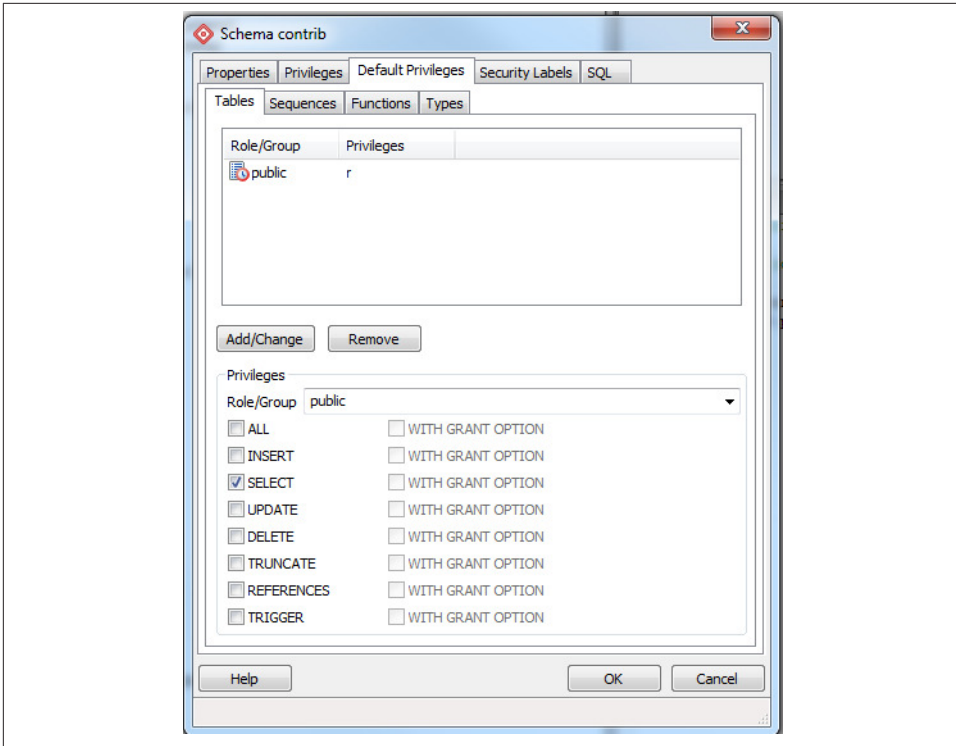 Schema contrib
Properties Privileges Default Privileges Security Labels SQL
Tables Sequences Functions Types
Role/Group Privileges
public r
Add/Change Remove
Privileges
Role/Group public
ALL WITH GRANT OPTION
INSERT WITH GRANT OPTION
SELECT WITH GRANT OPTION
UPDATE WITH GRANT OPTION
DELETE WITH GRANT OPTION
TRUNCATE WITH GRANT OPTION
REFERENCES WITH GRANT OPTION
TRIGGER WITH GRANT OPTION
Help OK Cancel